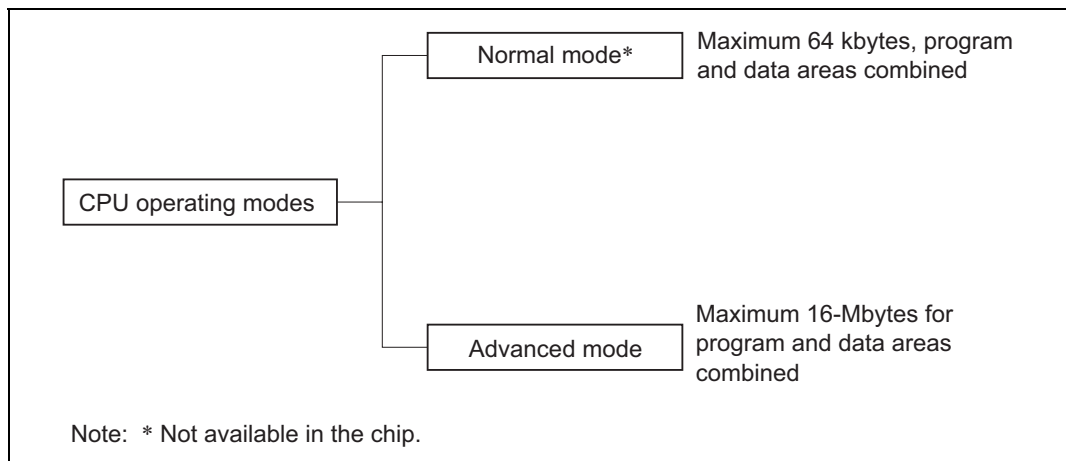 Normal mode*
Maximum 64 kbytes, program
and data areas combined
CPU operating modes
Advanced mode
Maximum 16-Mbytes for
program and data areas
combined
Note: * Not available in the chip.